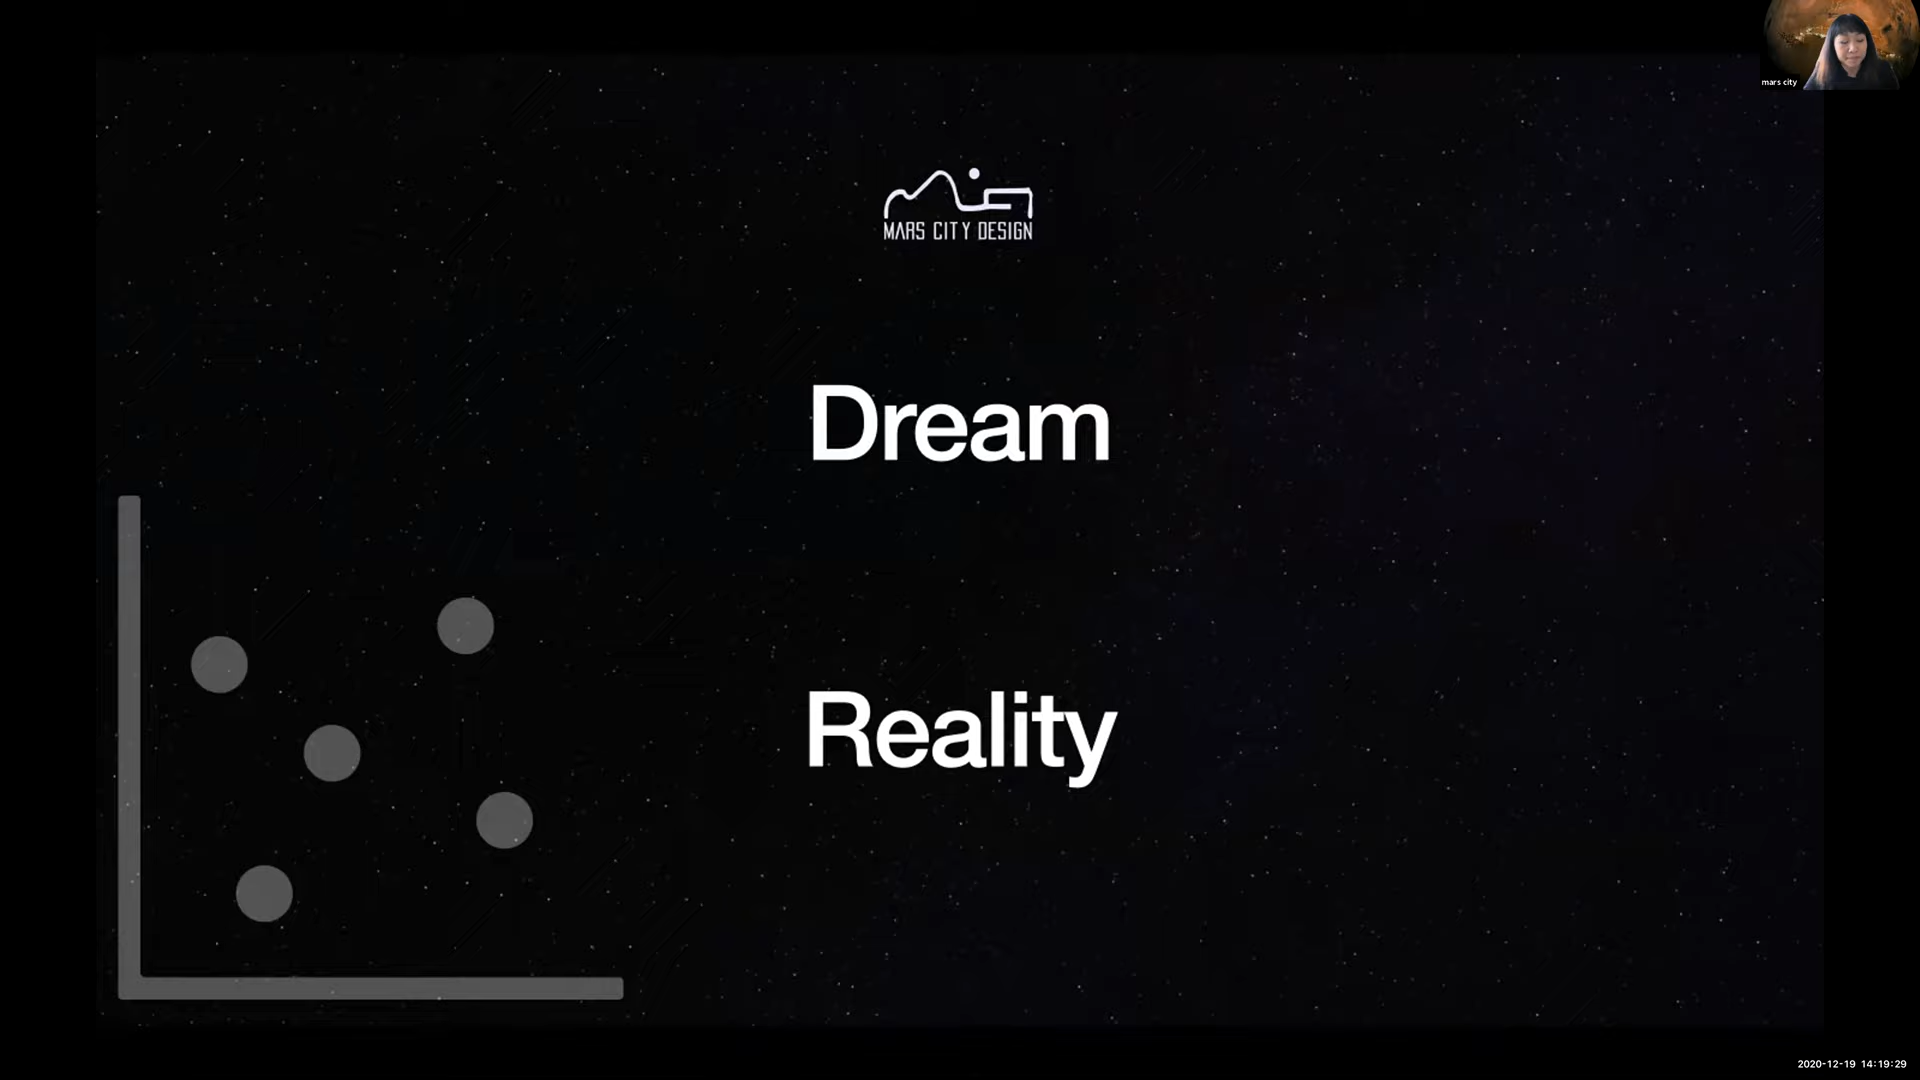 mars city
MARS CITY DESIGN
Dream
Reality
2020-12-19 14:19:29